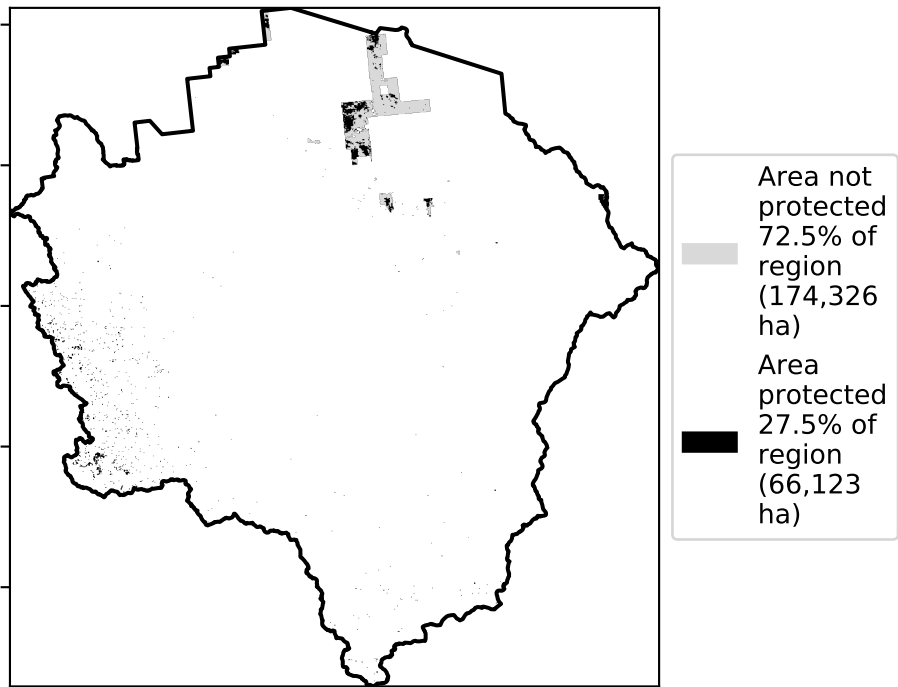 Area not
protected
72.5% of
region
(174,326
ha)
Area
protected
27.5% of
region
(66,123
ha)